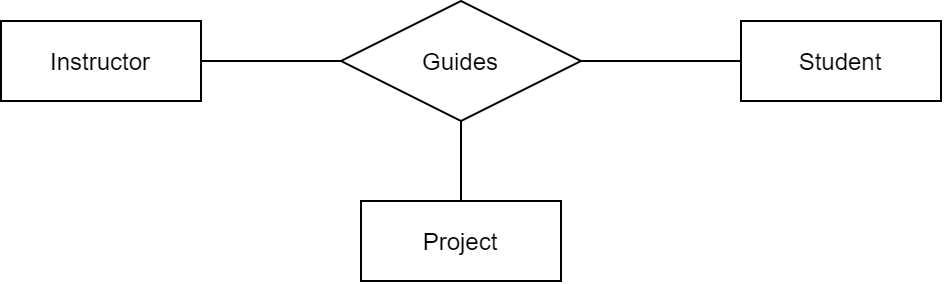 Instructor
Guides
Student
Project